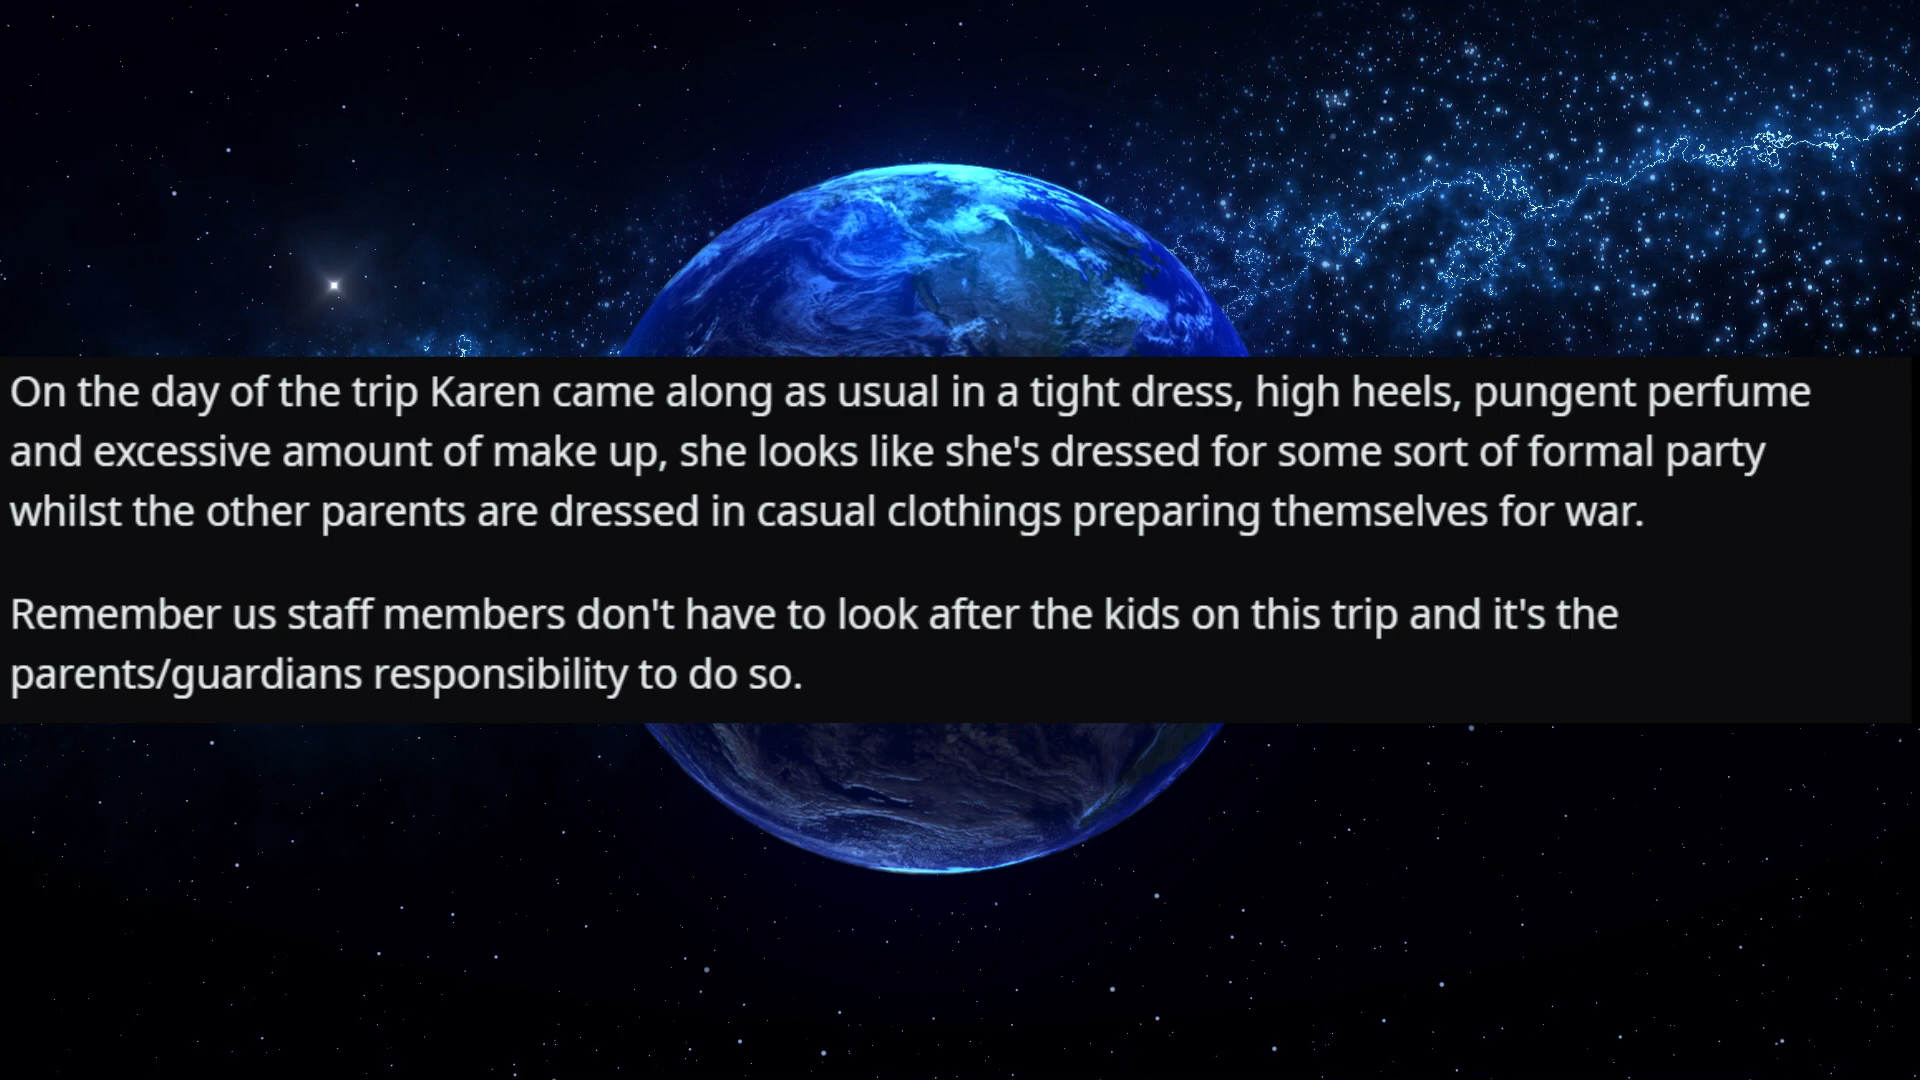 On the day of the trip Karen came along as usual in a tight dress, high heels, pungent perfume
and excessive amount of make up, she looks like she's dressed for some sort of formal party
whilst the other parents are dressed in casual clothings preparing themselves for war.
Remember us staff members don't have to look after the kids on this trip and it's the
parents/guardians responsibility to do so.